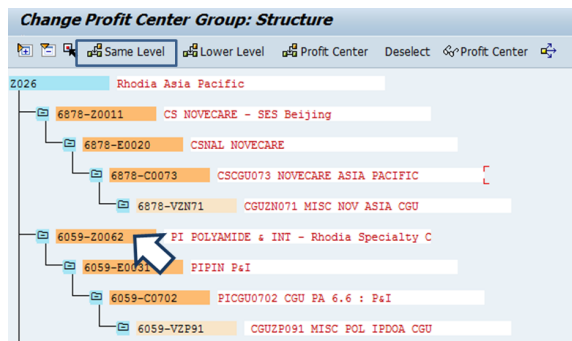 Change Profit Center Group: Structure
Same Level Lower Level Profit Center Deselect Profit Center
Z026 Rhodia Asia Pacific
6878-Z0011 CS NOVECARE - SES Beijing
6878-E0020 CSNAL NOVECARE
6878-C0073 CSCGU073 NOVECARE ASIA PACIFIC
6878-VZN71 CGUZN071 MISC NOV ASIA CGU
6059-Z0062 PI POLYAMIDE & INT - Rhodia Specialty C
6059-E0031 PIPIN P&I
6059-C0702 PICGU0702 CGU PA 6.6 : P&I
6059-VZP91 CGUZP091 MISC POL IPDOA CGU